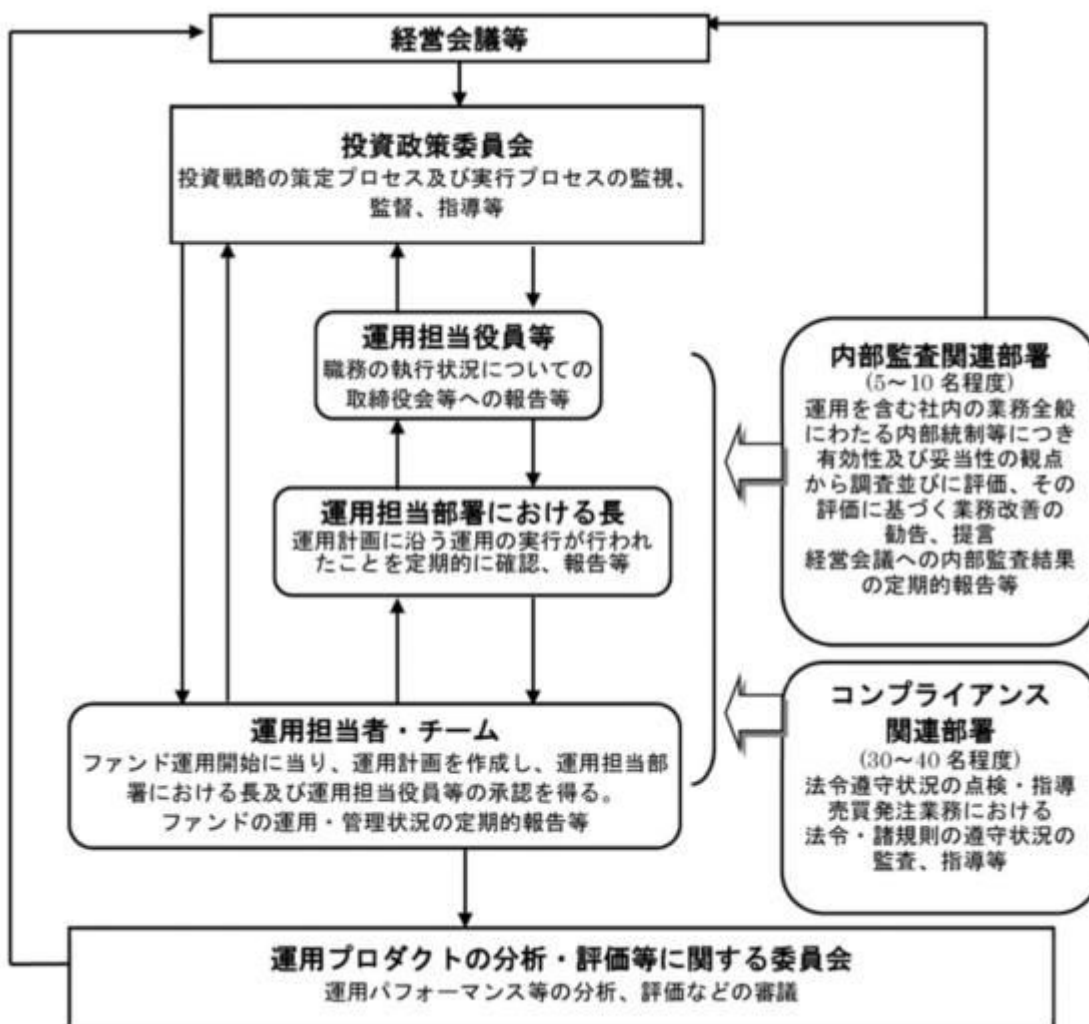 経営会議等
投資政策委員会
投資戦略の策定プロセス及び実行プロセスの監視、
監督、指導等
運用担当役員等
職務の執行状況についての
取締役会等への報告等
運用担当部署における長
運用計画に沿う運用の実行が行われ
たことを定期的に確認、報告等
運用担当者・チーム
ファンド運用開始に当り、運用計画を作成し、運用担当部
署における長及び運用担当役員等の承認を得る。
ファンドの運用・管理状況の定期的報告等
内部監査関連部署
(5～10 名程度)
運用を含む社内の業務全般
にわたる内部統制等につき
有効性及び妥当性の観点
から調査並びに評価、その
評価に基づく業務改善の
勧告、提言
経営会議への内部監査結果
の定期的報告等
コンプライアンス
関連部署
(30～40 名程度)
法令遵守状況の点検・指導
売買発注業務における
法令・諸規則の遵守状況の
監査、指導等
運用プロダクトの分析・評価等に関する委員会
運用パフォーマンス等の分析、評価などの審議